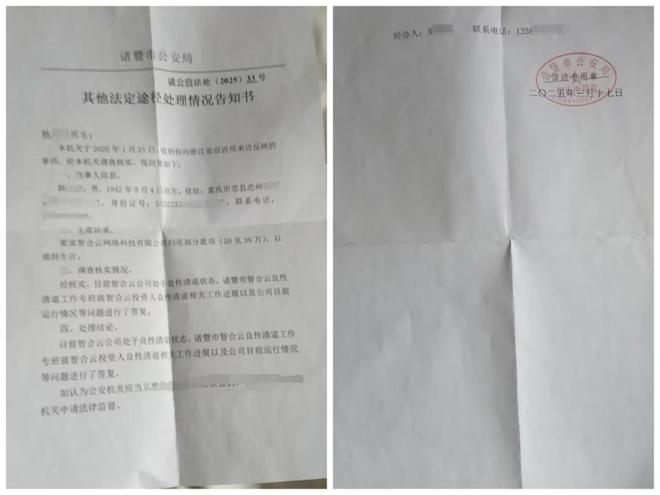 诸暨市公安局
诸公信法处〔2025〕33号
其他法定途径处理情况告知书
同志:
本机关于2025年1月23日,收到你向浙江省信访局来访反映的
事项,经本机关调查核实,现回复如下:
一、当事人信息。
男,1942年9月4日出生,住址:重庆市忠县忠州
身份证号: 联系电话:
二、主要诉求。
要求智合云网络科技有限公司归还部分款项(20至30万),以
维持生计。
三、调查核实情况。
经核实,目前智合云公司处于良性清退状态,诸暨市智合云良性
清退工作专班就智合云投资人良性清退相关工作进展以及公司目前
运行情况等问题进行了答复。
四、处理结论。
目前智合云公司处于良性清退状态,诸暨市智合云良性清退工作
专班就智合云投资人良性清退相关工作进展以及公司目前运行情况
等问题进行了答复。
如认为公安机关应当立案
机关申请法律监督。
经办人: 联系电话:135
诸暨市公安局
信访专用章
二〇二五年三月十七日